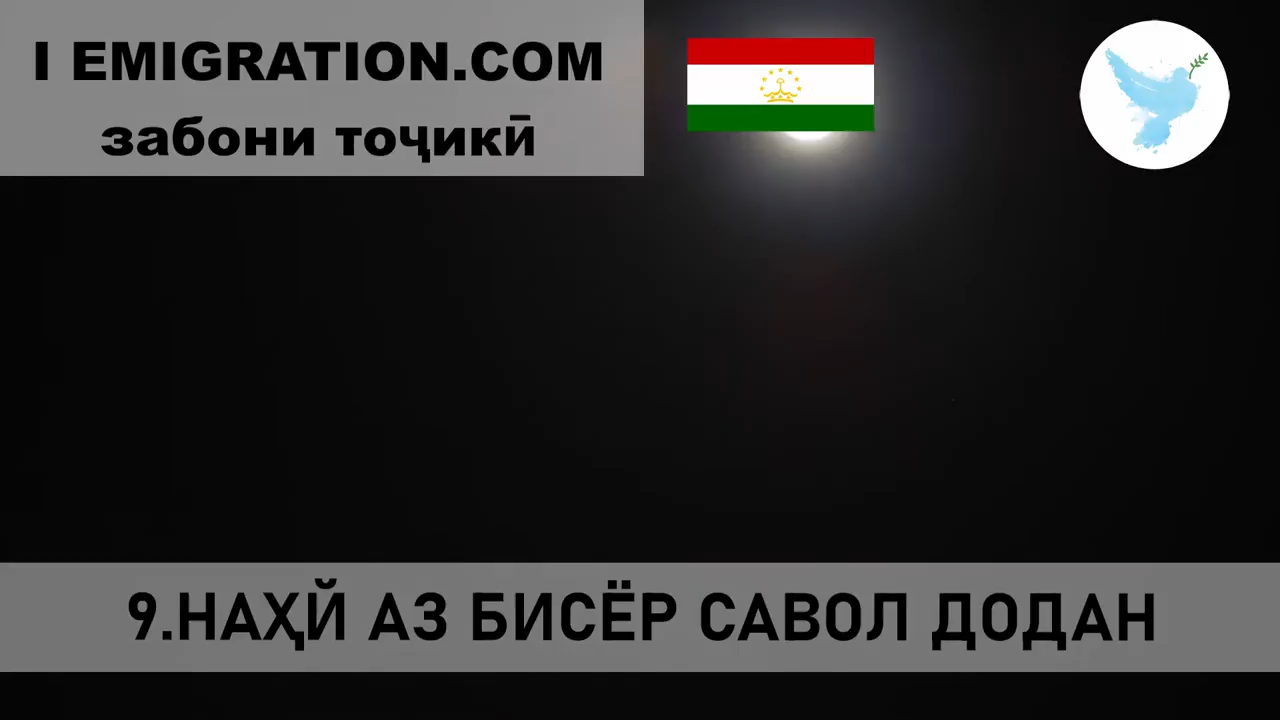 I EMIGRATION.COM
забони тоҷикӣ
9.НАҲЙ АЗ БИСЁР САВОЛ ДОДАН